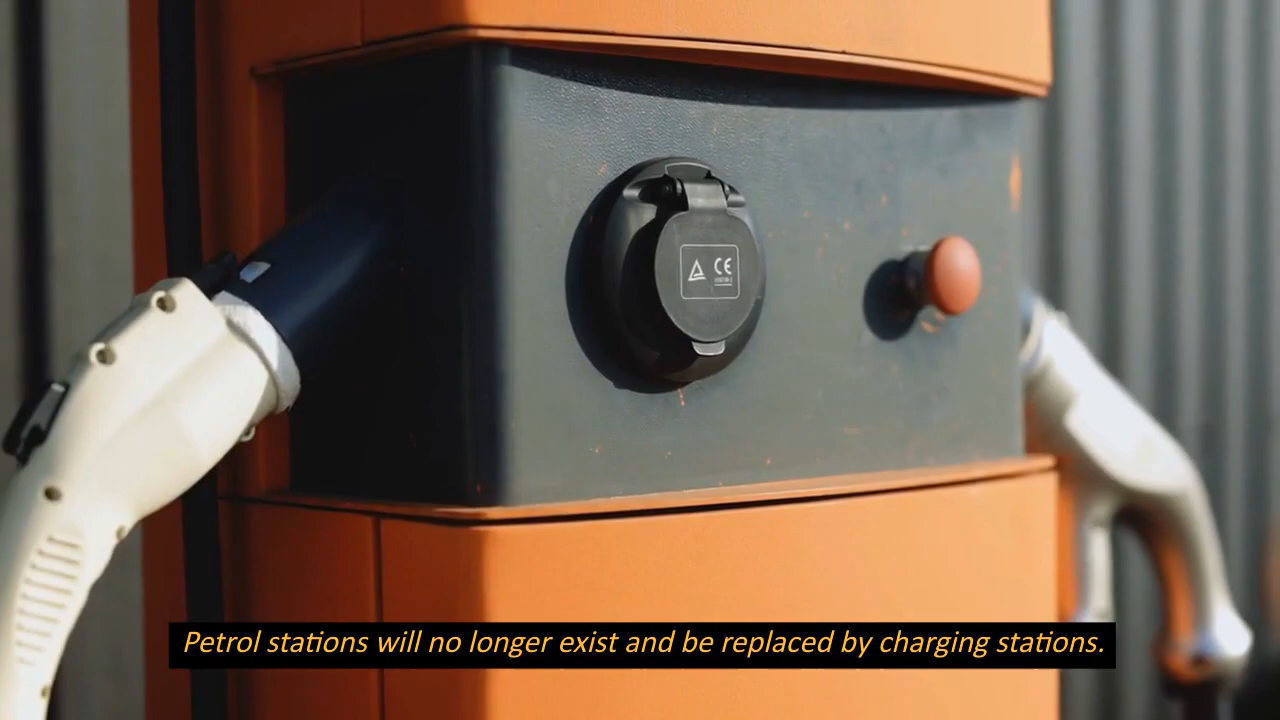 CE
Petrol stations will no longer exist and be replaced by charging stations.